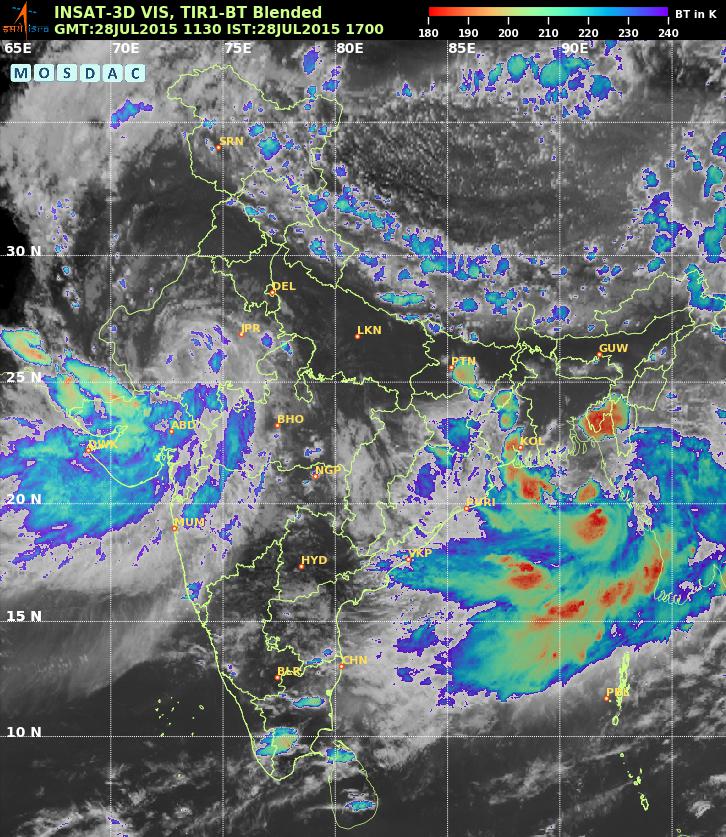 INSAT-3D VIS, TIR1-BT Blended
GMT:28JUL2015 1130 IST:28JUL2015 1700
BT in K
180 190 200 210 220 230 240
65E 70E 75E 80E 85E 90E
MOSDAC
SRN
30 N
DEL
JPR
LKN
GUW
PTN
25 N
ABD
BHO
KOL
DWK
NGP
20 N
PURI
MUM
VKP
HYD
15 N
CHN
BLR
PBL
10 N